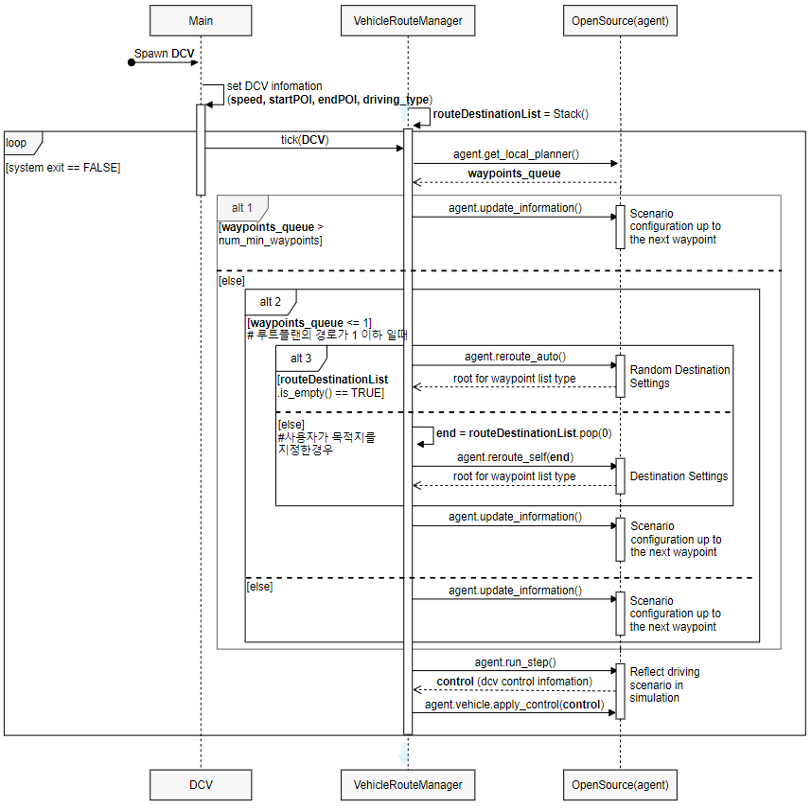 Main
VehicleRouteManager
OpenSource(agent)
Spawn DCV
set DCV infomation
(speed, startPOI, endPOI, driving_type)
routeDestinationList = Stack()
loop
[system exit == FALSE]
tick(DCV)
agent.get_local_planner()
waypoints_queue
alt 1
[waypoints_queue >
num_min_waypoints]
agent.update_information()
Scenario
configuration up to
the next waypoint
[else]
alt 2
[waypoints_queue <= 1]
# 루트플랜의 경로가 1 이하 일때
alt 3
[routeDestinationList
.is_empty() == TRUE]
agent.reroute_auto()
root for waypoint list type
Random Destination
Settings
[else]
#사용자가 목적지를
지정한경우
end = routeDestinationList.pop(0)
agent.reroute_self(end)
root for waypoint list type
Destination Settings
agent.update_information()
Scenario
configuration up to
the next waypoint
[else]
agent.update_information()
Scenario
configuration up to
the next waypoint
agent.run_step()
control (dcv control infomation)
agent.vehicle.apply_control(control)
Reflect driving
scenario in
simulation
DCV
VehicleRouteManager
OpenSource(agent)